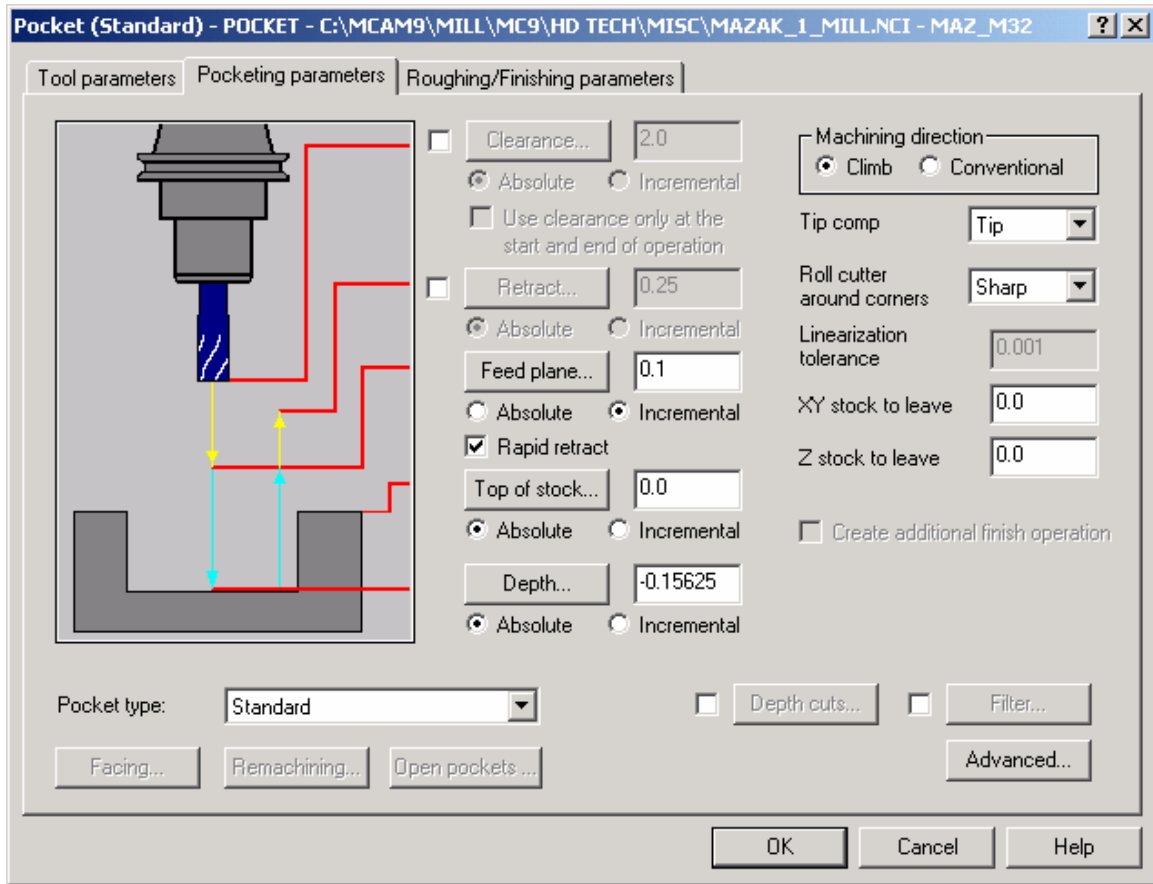 Pocket (Standard) - POCKET - C:\MCAM9\MILL\MC9\HD TECH\MISC\MAZAK_1_MILL.NCI - MAZ_M32
Tool parameters
Pocketing parameters
Roughing/Finishing parameters
Clearance...
2.0
Absolute
Incremental
Use clearance only at the
start and end of operation
Retract...
0.25
Absolute
Incremental
Feed plane...
0.1
Absolute
Incremental
Rapid retract
Top of stock...
0.0
Absolute
Incremental
Depth...
-0.15625
Absolute
Incremental
Machining direction
Climb
Conventional
Tip comp
Tip
Roll cutter
around corners
Sharp
Linearization
tolerance
0.001
XY stock to leave
0.0
Z stock to leave
0.0
Create additional finish operation
Pocket type:
Standard
Depth cuts...
Filter...
Facing...
Remachining...
Open pockets ...
Advanced...
OK
Cancel
Help